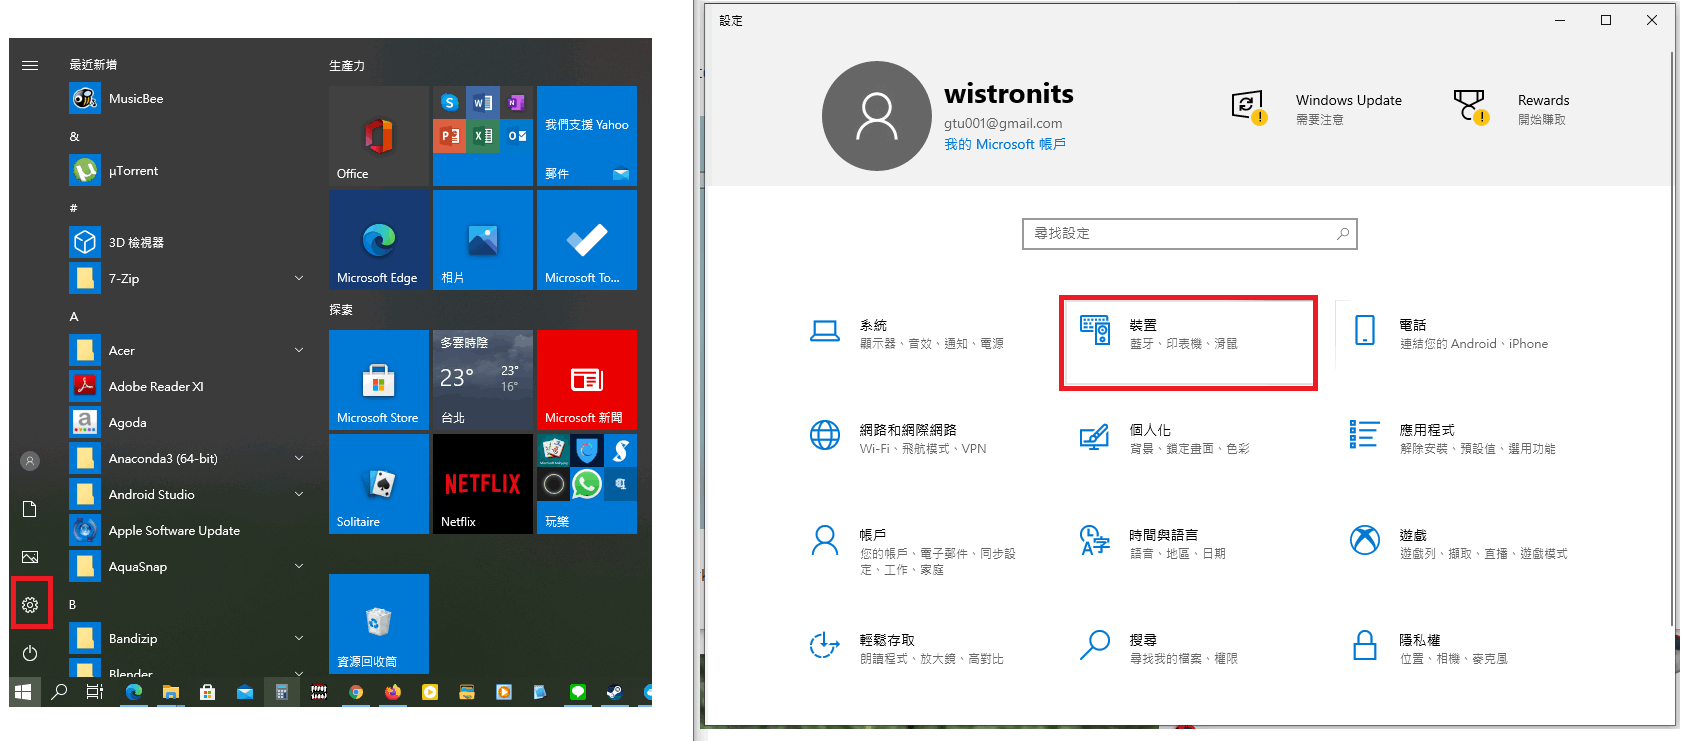 最近新增
MusicBee
&
µTorrent
#
3D 檢視器
7-Zip
A
Acer
Adobe Reader XI
Agoda
Anaconda3 (64-bit)
Android Studio
Apple Software Update
AquaSnap
B
Bandizip
Blender
生產力
Office
我們支援 Yahoo
郵件
Microsoft Edge
相片
Microsoft To...
探索
Microsoft Store
多雲時陰
23°
23°
16°
台北
Microsoft 新聞
Solitaire
NETFLIX
Netflix
玩樂
資源回收筒
設定
wistronits
gtu001@gmail.com
我的 Microsoft 帳戶
Windows Update
需要注意
Rewards
開始賺取
尋找設定
系統
顯示器、音效、通知、電源
裝置
藍牙、印表機、滑鼠
電話
連結您的 Android、iPhone
網路和網際網路
Wi-Fi、飛航模式、VPN
個人化
背景、鎖定畫面、色彩
應用程式
解除安裝、預設值、選用功能
帳戶
您的帳戶、電子郵件、同步設
定、工作、家庭
時間與語言
語音、地區、日期
遊戲
遊戲列、擷取、直播、遊戲模式
輕鬆存取
朗讀程式、放大鏡、高對比
搜尋
尋找我的檔案、權限
隱私權
位置、相機、麥克風